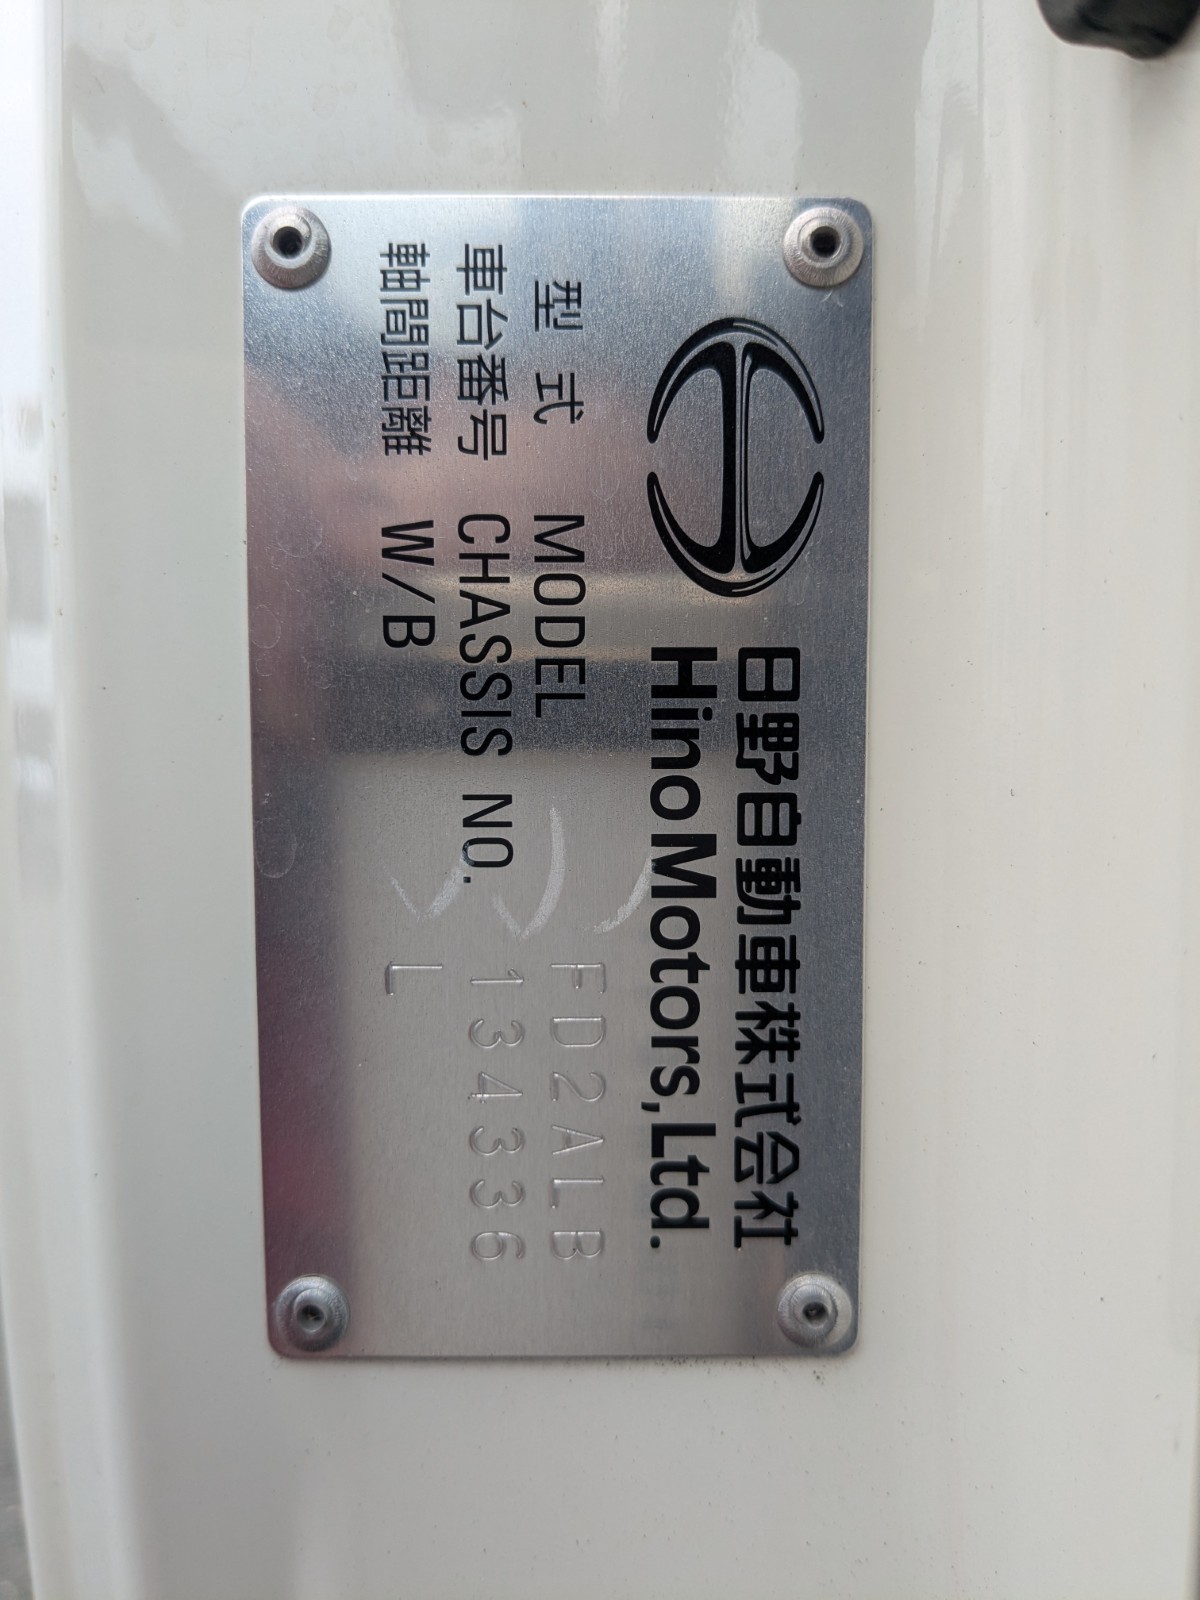 日野自動車株式会社
Hino Motors, Ltd.
型式 MODEL FD2ALB
車台番号 CHASSIS NO. 134336
軸間距離 W/B L